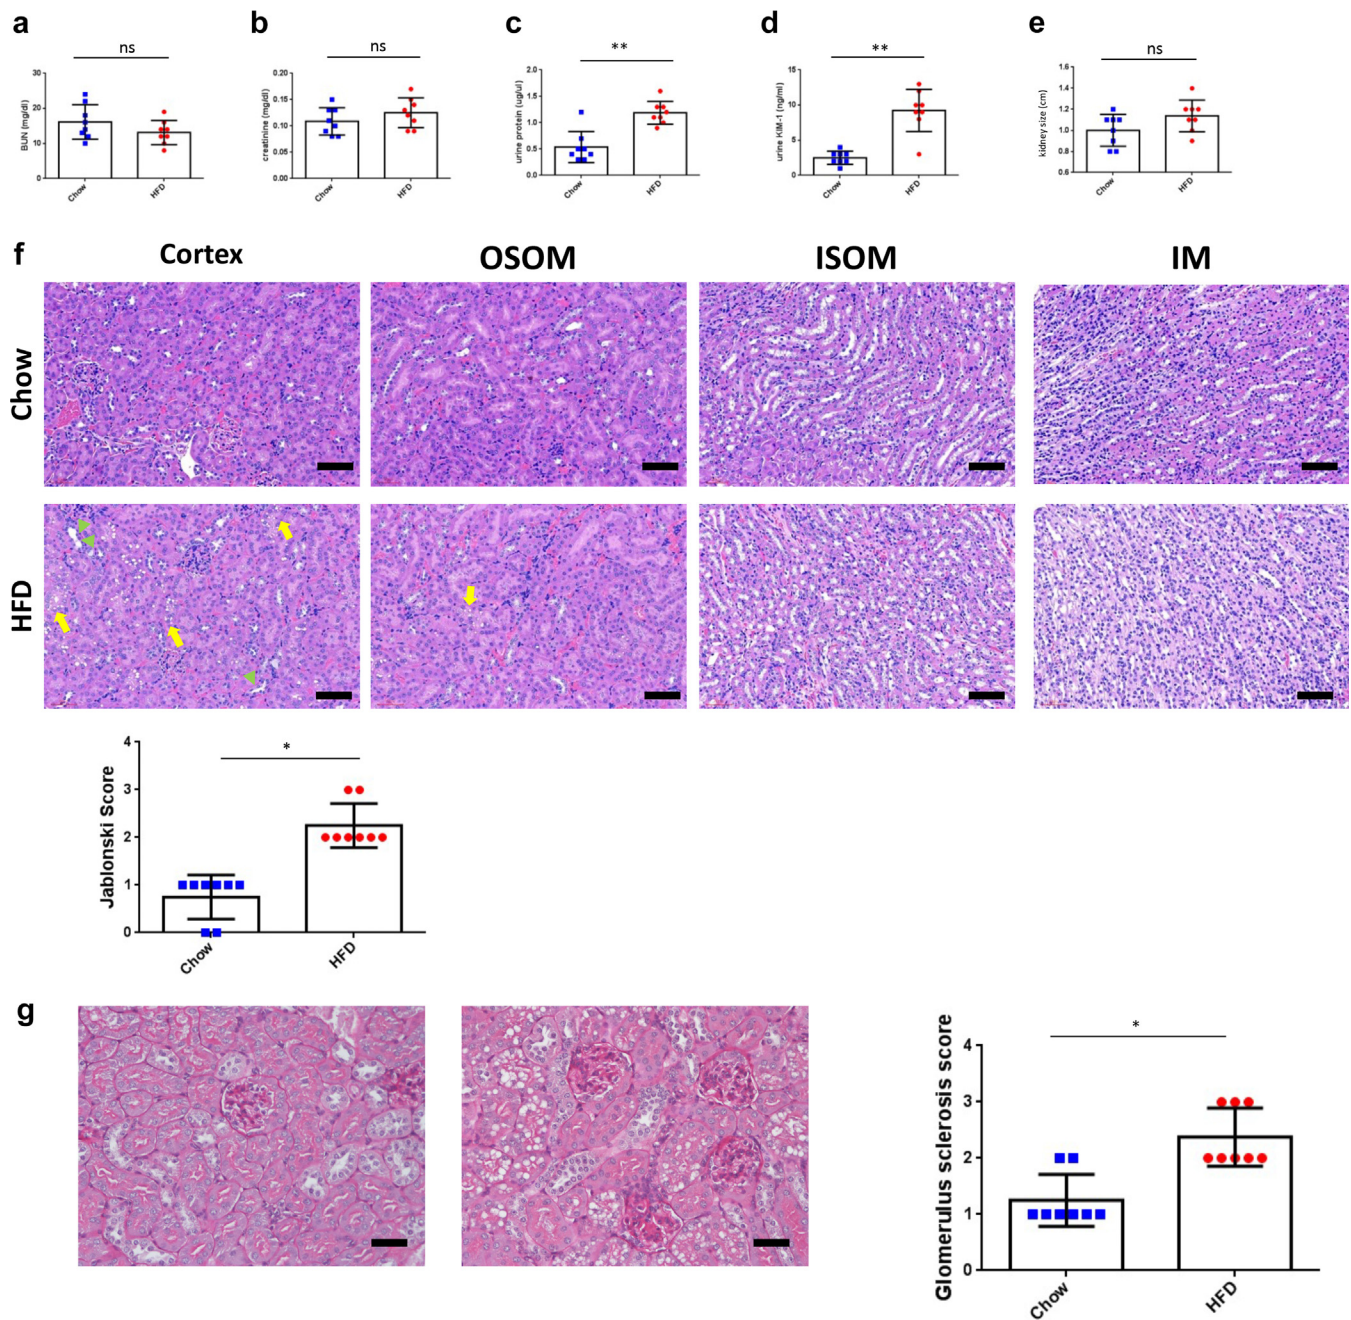 a
b
c
d
e
ns
ns
**
**
ns
BUN (mg/dl)
30
20
10
0
Chow
HFD
creatinine (mg/dl)
0.20
0.15
0.10
0.05
0.00
Chow
HFD
urine protein (ug/ul)
2.0
1.5
1.0
0.5
0.0
Chow
HFD
urine KIM-1 (ng/ml)
15
10
5
0
Chow
HFD
kidney size (cm)
1.6
1.4
1.2
1.0
0.8
0.6
Chow
HFD
f
Cortex
OSOM
ISOM
IM
Chow
HFD
Jablonski Score
4
3
2
1
0
*
Chow
HFD
g
Glomerulus sclerosis score
4
3
2
1
0
*
Chow
HFD